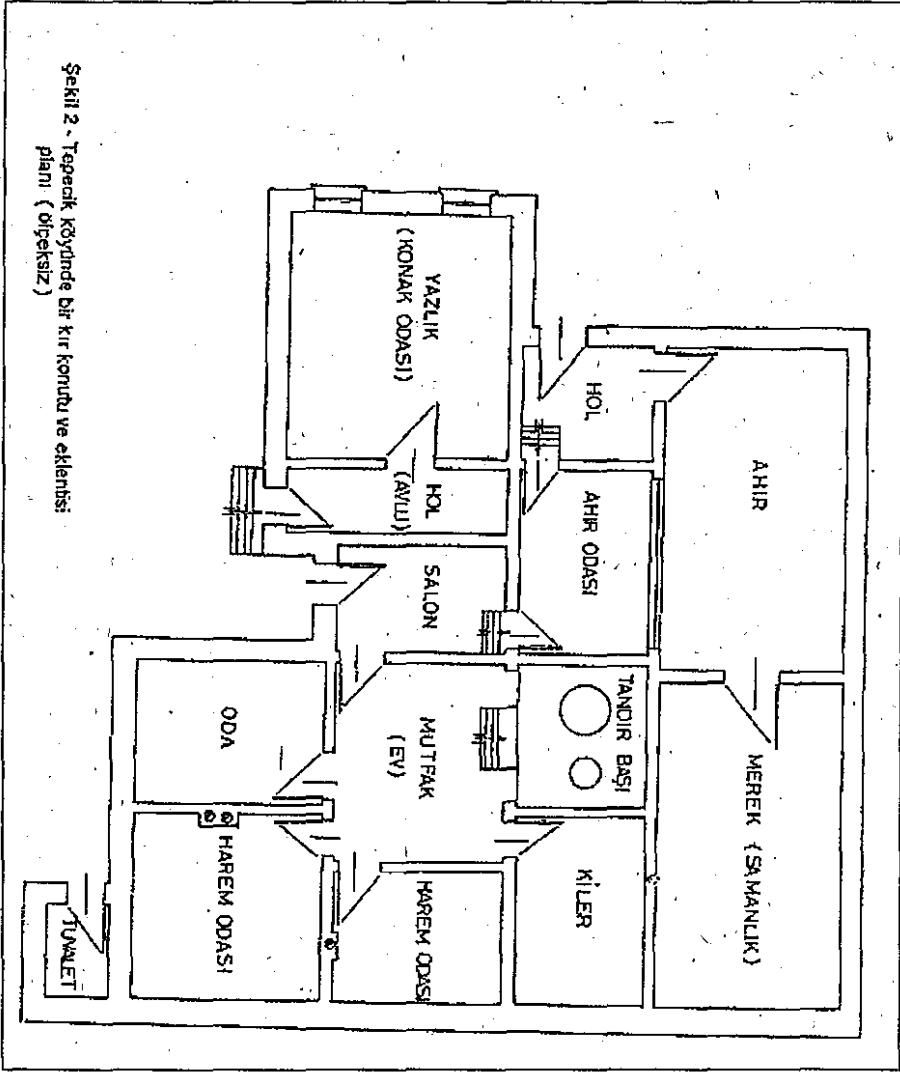 AHIR
MEREK (SAMANLIK)
HOL
AHIR ODASI
TANDIR BAŞI
KİLER
YAZLIK
(KONAK ODASI)
HOL
(AVLU)
SALON
MUTFAK
(EV)
HAREM ODASI
ODA
HAREM ODASI
TUVALET
Şekil 2 - Tepecik köyünde bir kır konutu ve eklentisi
planı (ölçeksiz)